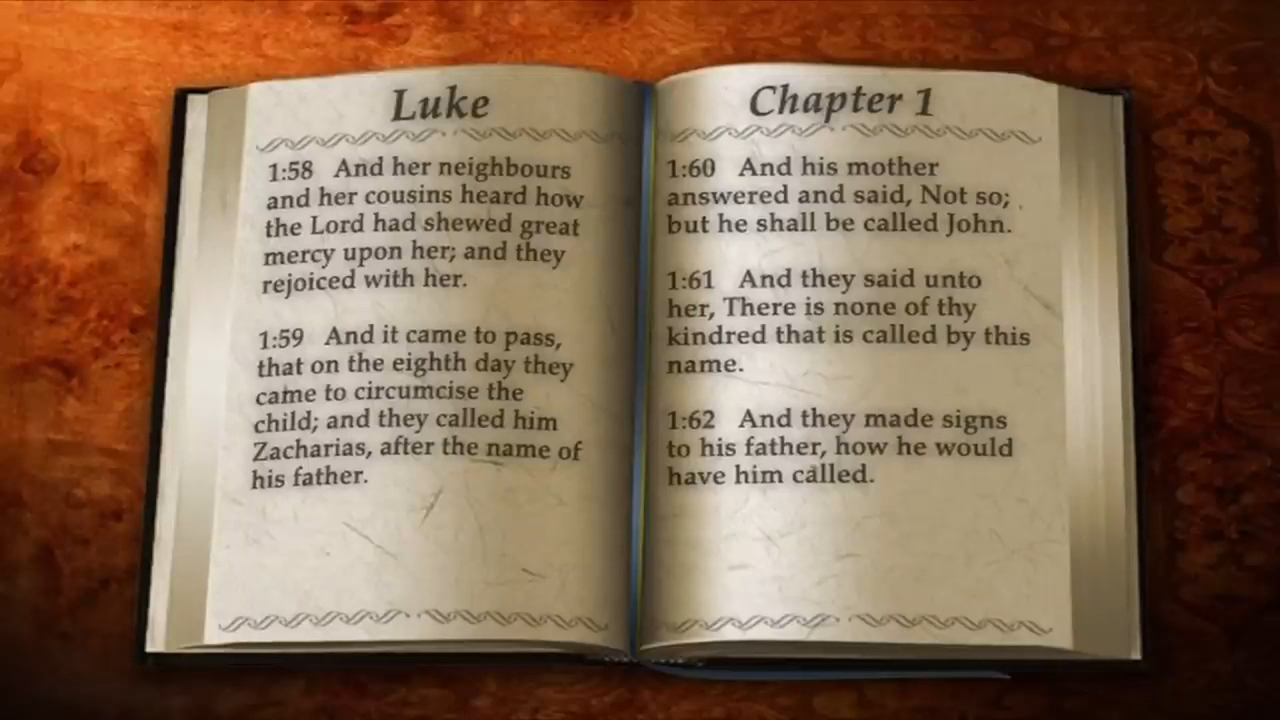 Luke
1:58 And her neighbours
and her cousins heard how
the Lord had shewed great
mercy upon her; and they
rejoiced with her.
1:59 And it came to pass,
that on the eighth day they
came to circumcise the
child; and they called him
Zacharias, after the name of
his father.
Chapter 1
1:60 And his mother
answered and said, Not so;
but he shall be called John.
1:61 And they said unto
her, There is none of thy
kindred that is called by this
name.
1:62 And they made signs
to his father, how he would
have him called.